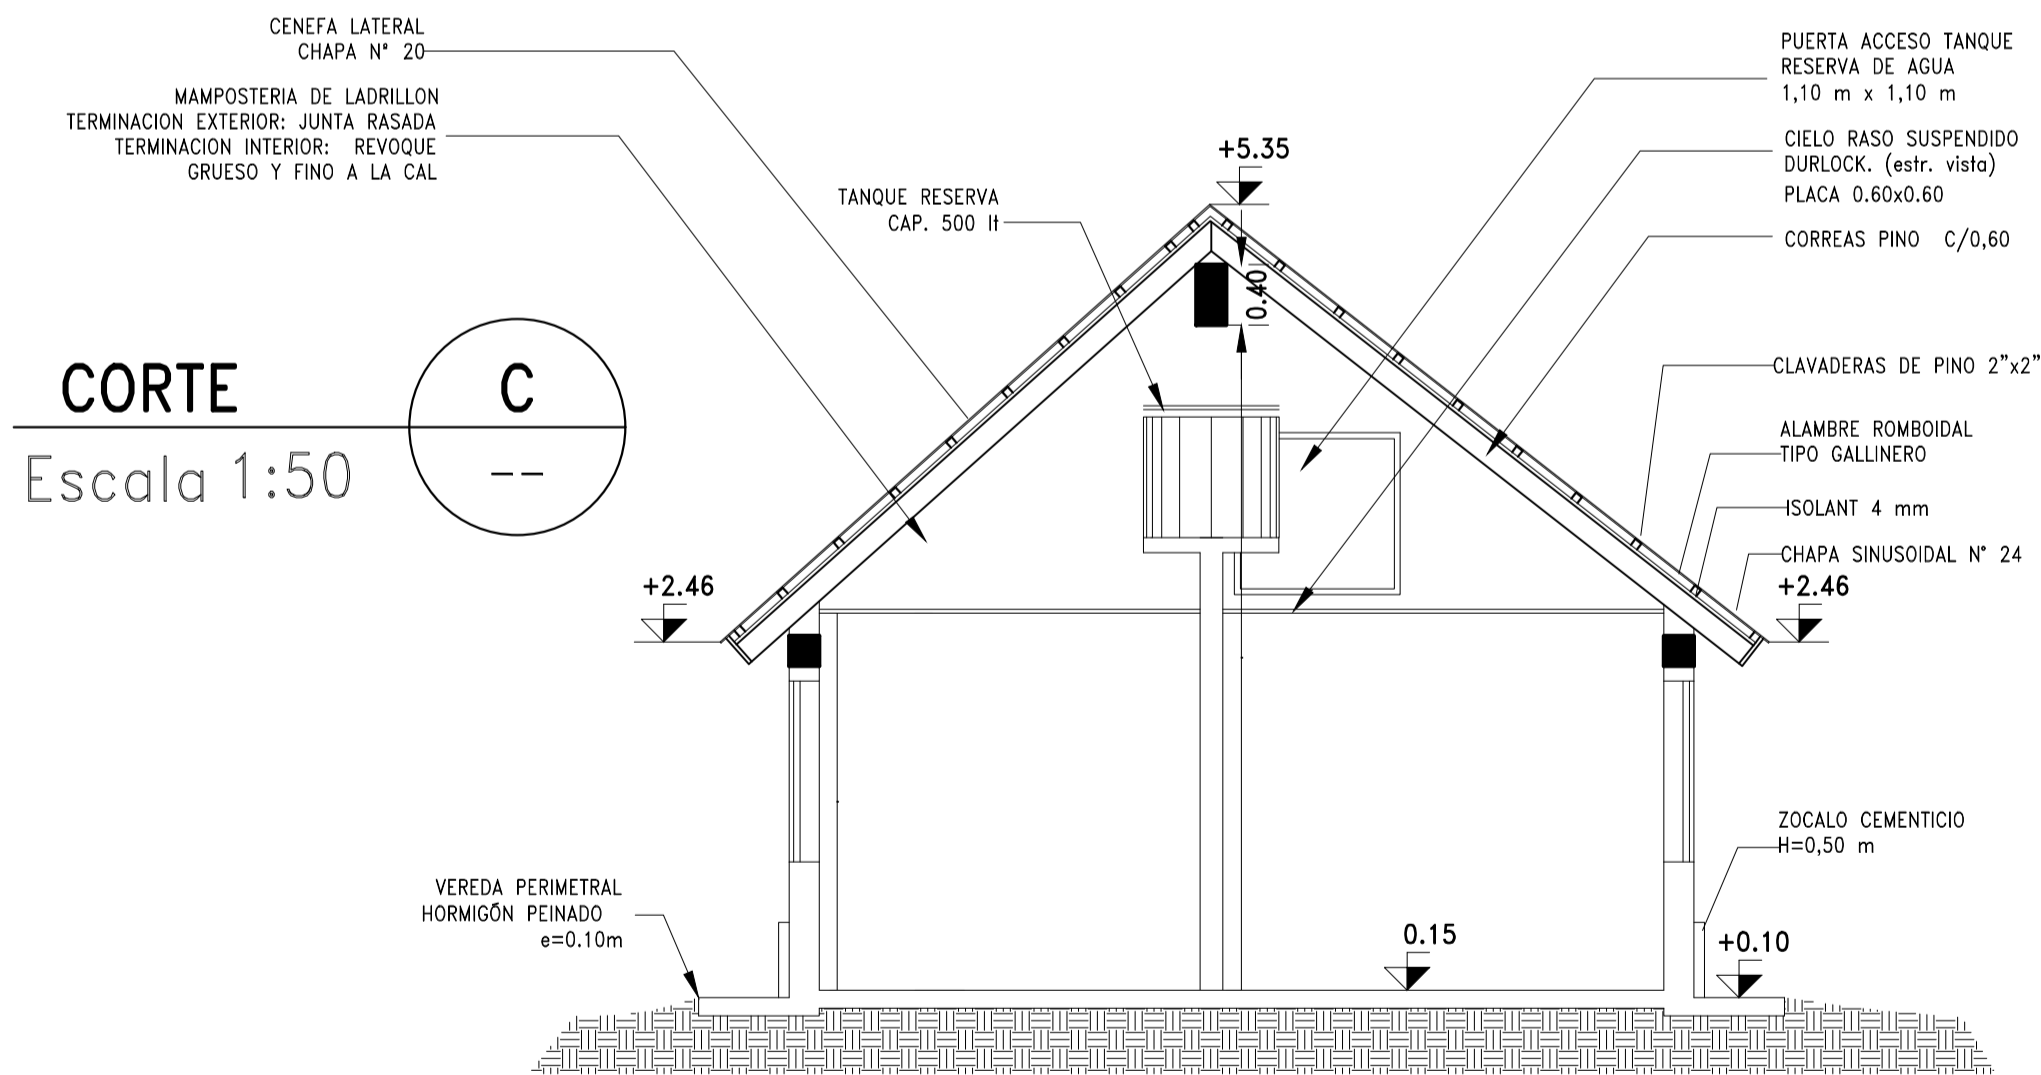 CENEFA LATERAL
CHAPA N° 20
MAMPOSTERIA DE LADRILLON
TERMINACION EXTERIOR: JUNTA RASADA
TERMINACION INTERIOR: REVOQUE
GRUESO Y FINO A LA CAL
TANQUE RESERVA
CAP. 500 lt
+5.35
0.40
PUERTA ACCESO TANQUE
RESERVA DE AGUA
1,10 m x 1,10 m
CIELO RASO SUSPENDIDO
DURLOCK. (estr. vista)
PLACA 0.60x0.60
CORREAS PINO C/0,60
CLAVADERAS DE PINO 2"x2"
ALAMBRE ROMBOIDAL
TIPO GALLINERO
ISOLANT 4 mm
CHAPA SINUSOIDAL N° 24
+2.46
+2.46
CORTE
C
--
Escala 1:50
ZOCALO CEMENTICIO
H=0,50 m
VEREDA PERIMETRAL
HORMIGÓN PEINADO
e=0.10m
0.15
+0.10